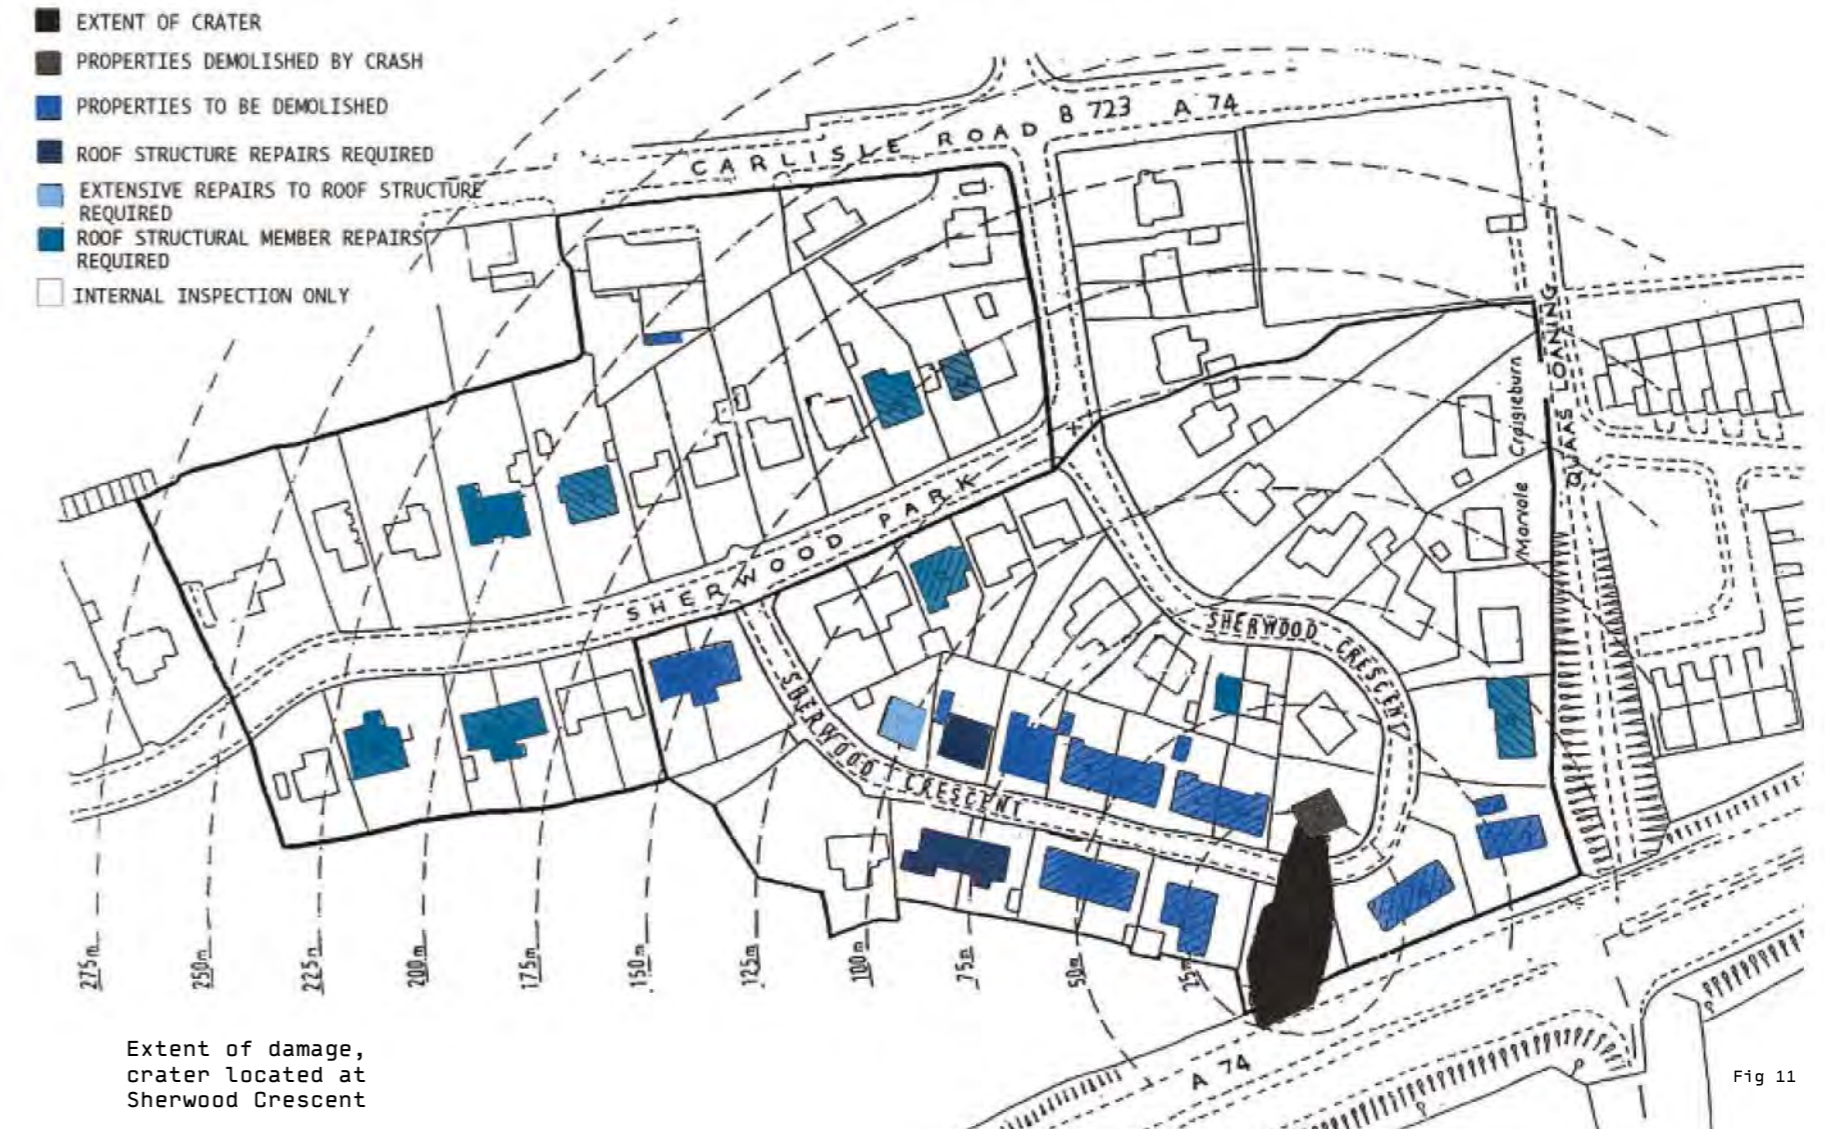 EXTENT OF CRATER
PROPERTIES DEMOLISHED BY CRASH
PROPERTIES TO BE DEMOLISHED
ROOF STRUCTURE REPAIRS REQUIRED
EXTENSIVE REPAIRS TO ROOF STRUCTURE
REQUIRED
ROOF STRUCTURAL MEMBER REPAIRS
REQUIRED
INTERNAL INSPECTION ONLY
CARLISLE ROAD B 723 A 74
QUAAS LOANING
Craigieburn
SHERWOOD PARK
SHERWOOD CRESCENT
SHERWOOD CRESCENT
275m
250m
225m
200m
175m
150m
125m
100m
75m
50m
25m
A 74
Extent of damage,
crater located at
Sherwood Crescent
Fig 11